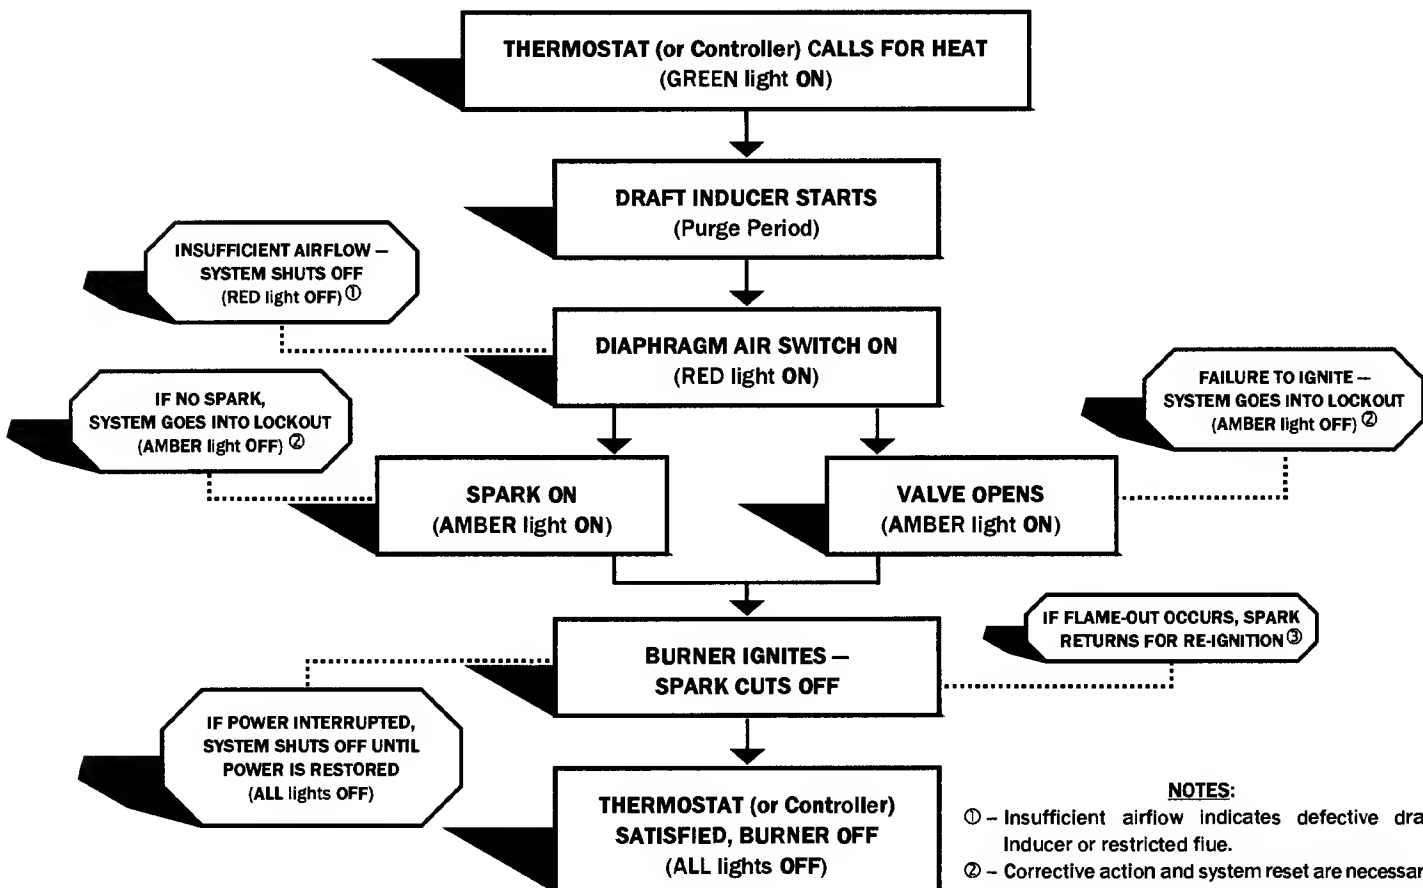 THERMOSTAT (or Controller) CALLS FOR HEAT
(GREEN light ON)
DRAFT INDUCER STARTS
(Purge Period)
INSUFFICIENT AIRFLOW –
SYSTEM SHUTS OFF
(RED light OFF) ①
DIAPHRAGM AIR SWITCH ON
(RED light ON)
IF NO SPARK,
SYSTEM GOES INTO LOCKOUT
(AMBER light OFF) ②
FAILURE TO IGNITE –
SYSTEM GOES INTO LOCKOUT
(AMBER light OFF) ②
SPARK ON
(AMBER light ON)
VALVE OPENS
(AMBER light ON)
IF FLAME-OUT OCCURS, SPARK
RETURNS FOR RE-IGNITION ③
BURNER IGNITES –
SPARK CUTS OFF
IF POWER INTERRUPTED,
SYSTEM SHUTS OFF UNTIL
POWER IS RESTORED
(ALL lights OFF)
THERMOSTAT (or Controller)
SATISFIED, BURNER OFF
(ALL lights OFF)
NOTES:
① – Insufficient airflow indicates defective
Inducer or restricted flue.
② – Corrective action and system reset are